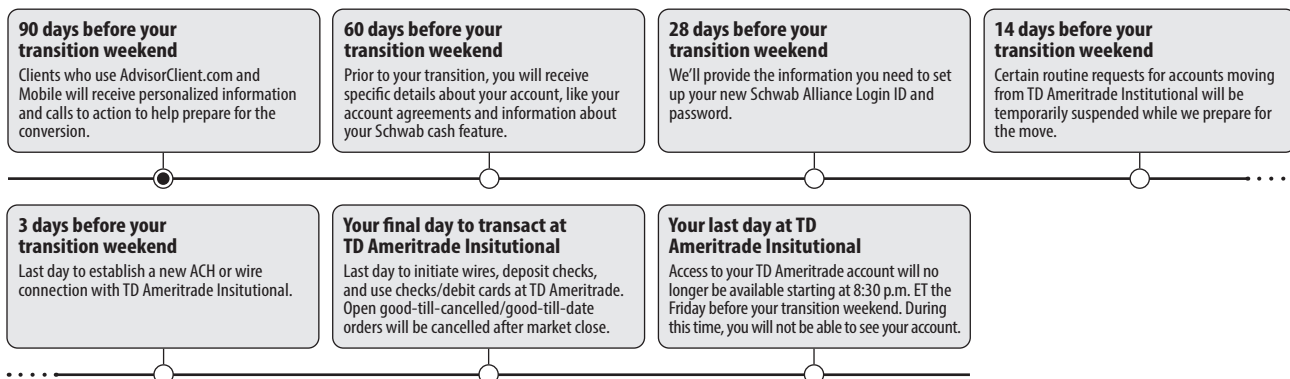 90 days before your
transition weekend
Clients who use AdvisorClient.com and
Mobile will receive personalized information
and calls to action to help prepare for the
conversion.
60 days before your
transition weekend
Prior to your transition, you will receive
specific details about your account, like your
account agreements and information about
your Schwab cash feature.
28 days before your
transition weekend
We’ll provide the information you need to set
up your new Schwab Alliance Login ID and
password.
14 days before your
transition weekend
Certain routine requests for accounts moving
from TD Ameritrade Institutional will be
temporarily suspended while we prepare for
the move.
3 days before your
transition weekend
Last day to establish a new ACH or wire
connection with TD Ameritrade Insitutional.
Your final day to transact at
TD Ameritrade Insitutional
Last day to initiate wires, deposit checks,
and use checks/debit cards at TD Ameritrade.
Open good-till-cancelled/good-till-date
orders will be cancelled after market close.
Your last day at TD
Ameritrade Insitutional
Access to your TD Ameritrade account will no
longer be available starting at 8:30 p.m. ET the
Friday before your transition weekend. During
this time, you will not be able to see your account.